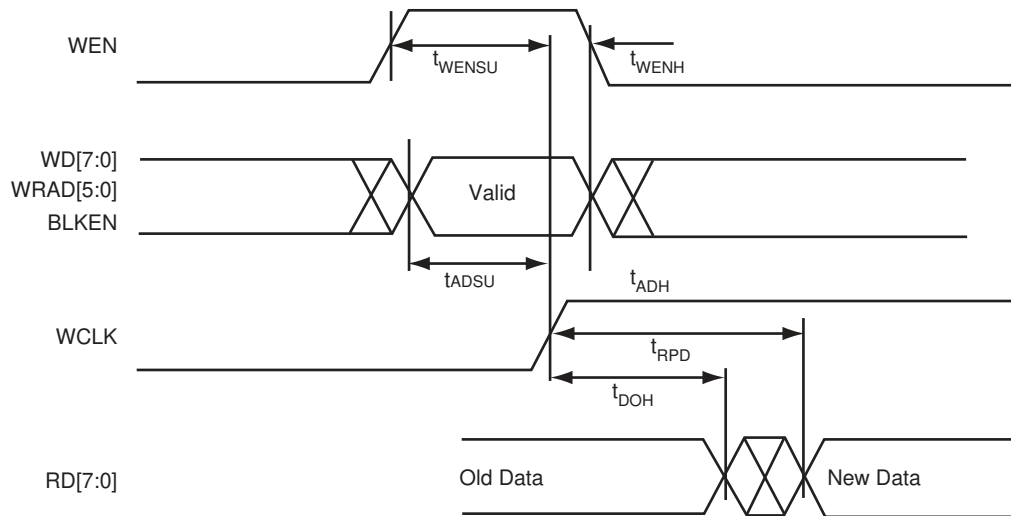 WEN
tWENSU
tWENH
WD[7:0]
WRAD[5:0]
BLKEN
Valid
tADSU
tADH
WCLK
tRPD
tDOH
RD[7:0]
Old Data
New Data